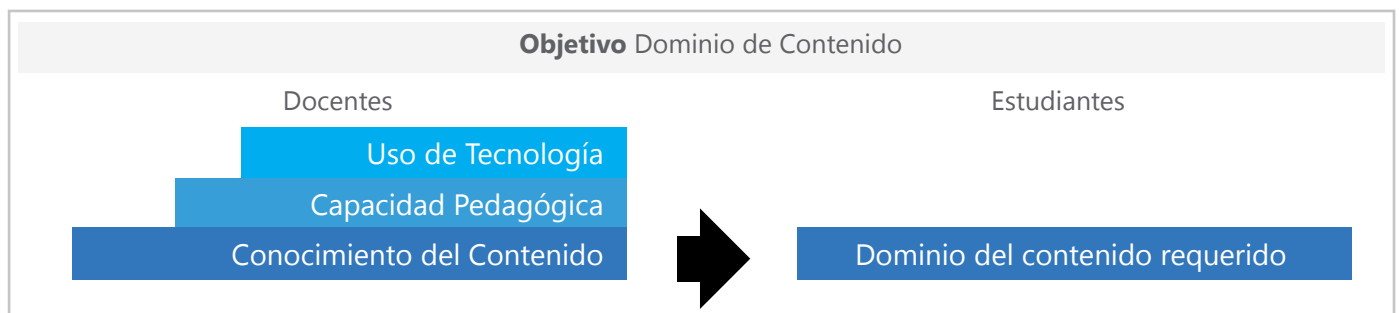 Objetivo Dominio de Contenido
Docentes
Estudiantes
Uso de Tecnología
Capacidad Pedagógica
Conocimiento del Contenido
Dominio del contenido requerido